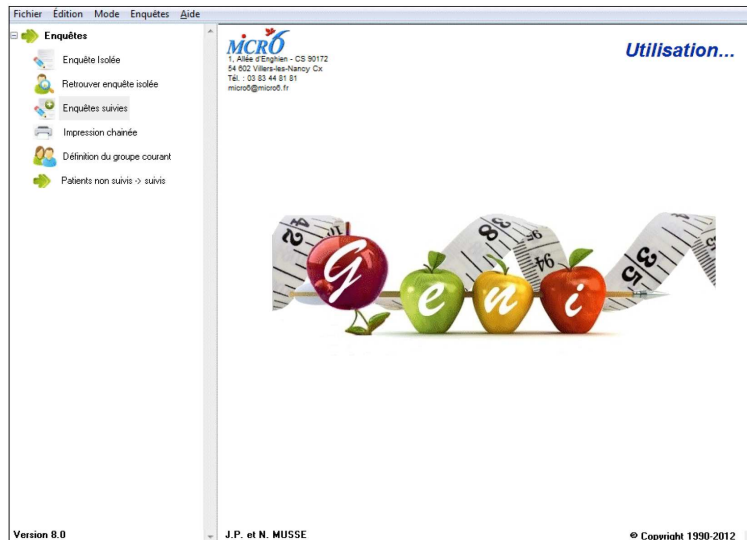 Fichier Édition Mode Enquêtes Aide
Enquêtes
Enquête Isolée
Retrouver enquête isolée
Enquêtes suivies
Impression chainée
Définition du groupe courant
Patients non suivis -> suivis
Version 8.0
MiCRO6
1, Allée d'Enghien - CS 90172
54 602 Villers-les-Nancy Cx
Tél. : 03 83 44 81 81
micro6@micro6.fr
Utilisation...
Geni
J.P. et N. MUSSE
© Copyright 1990-2012